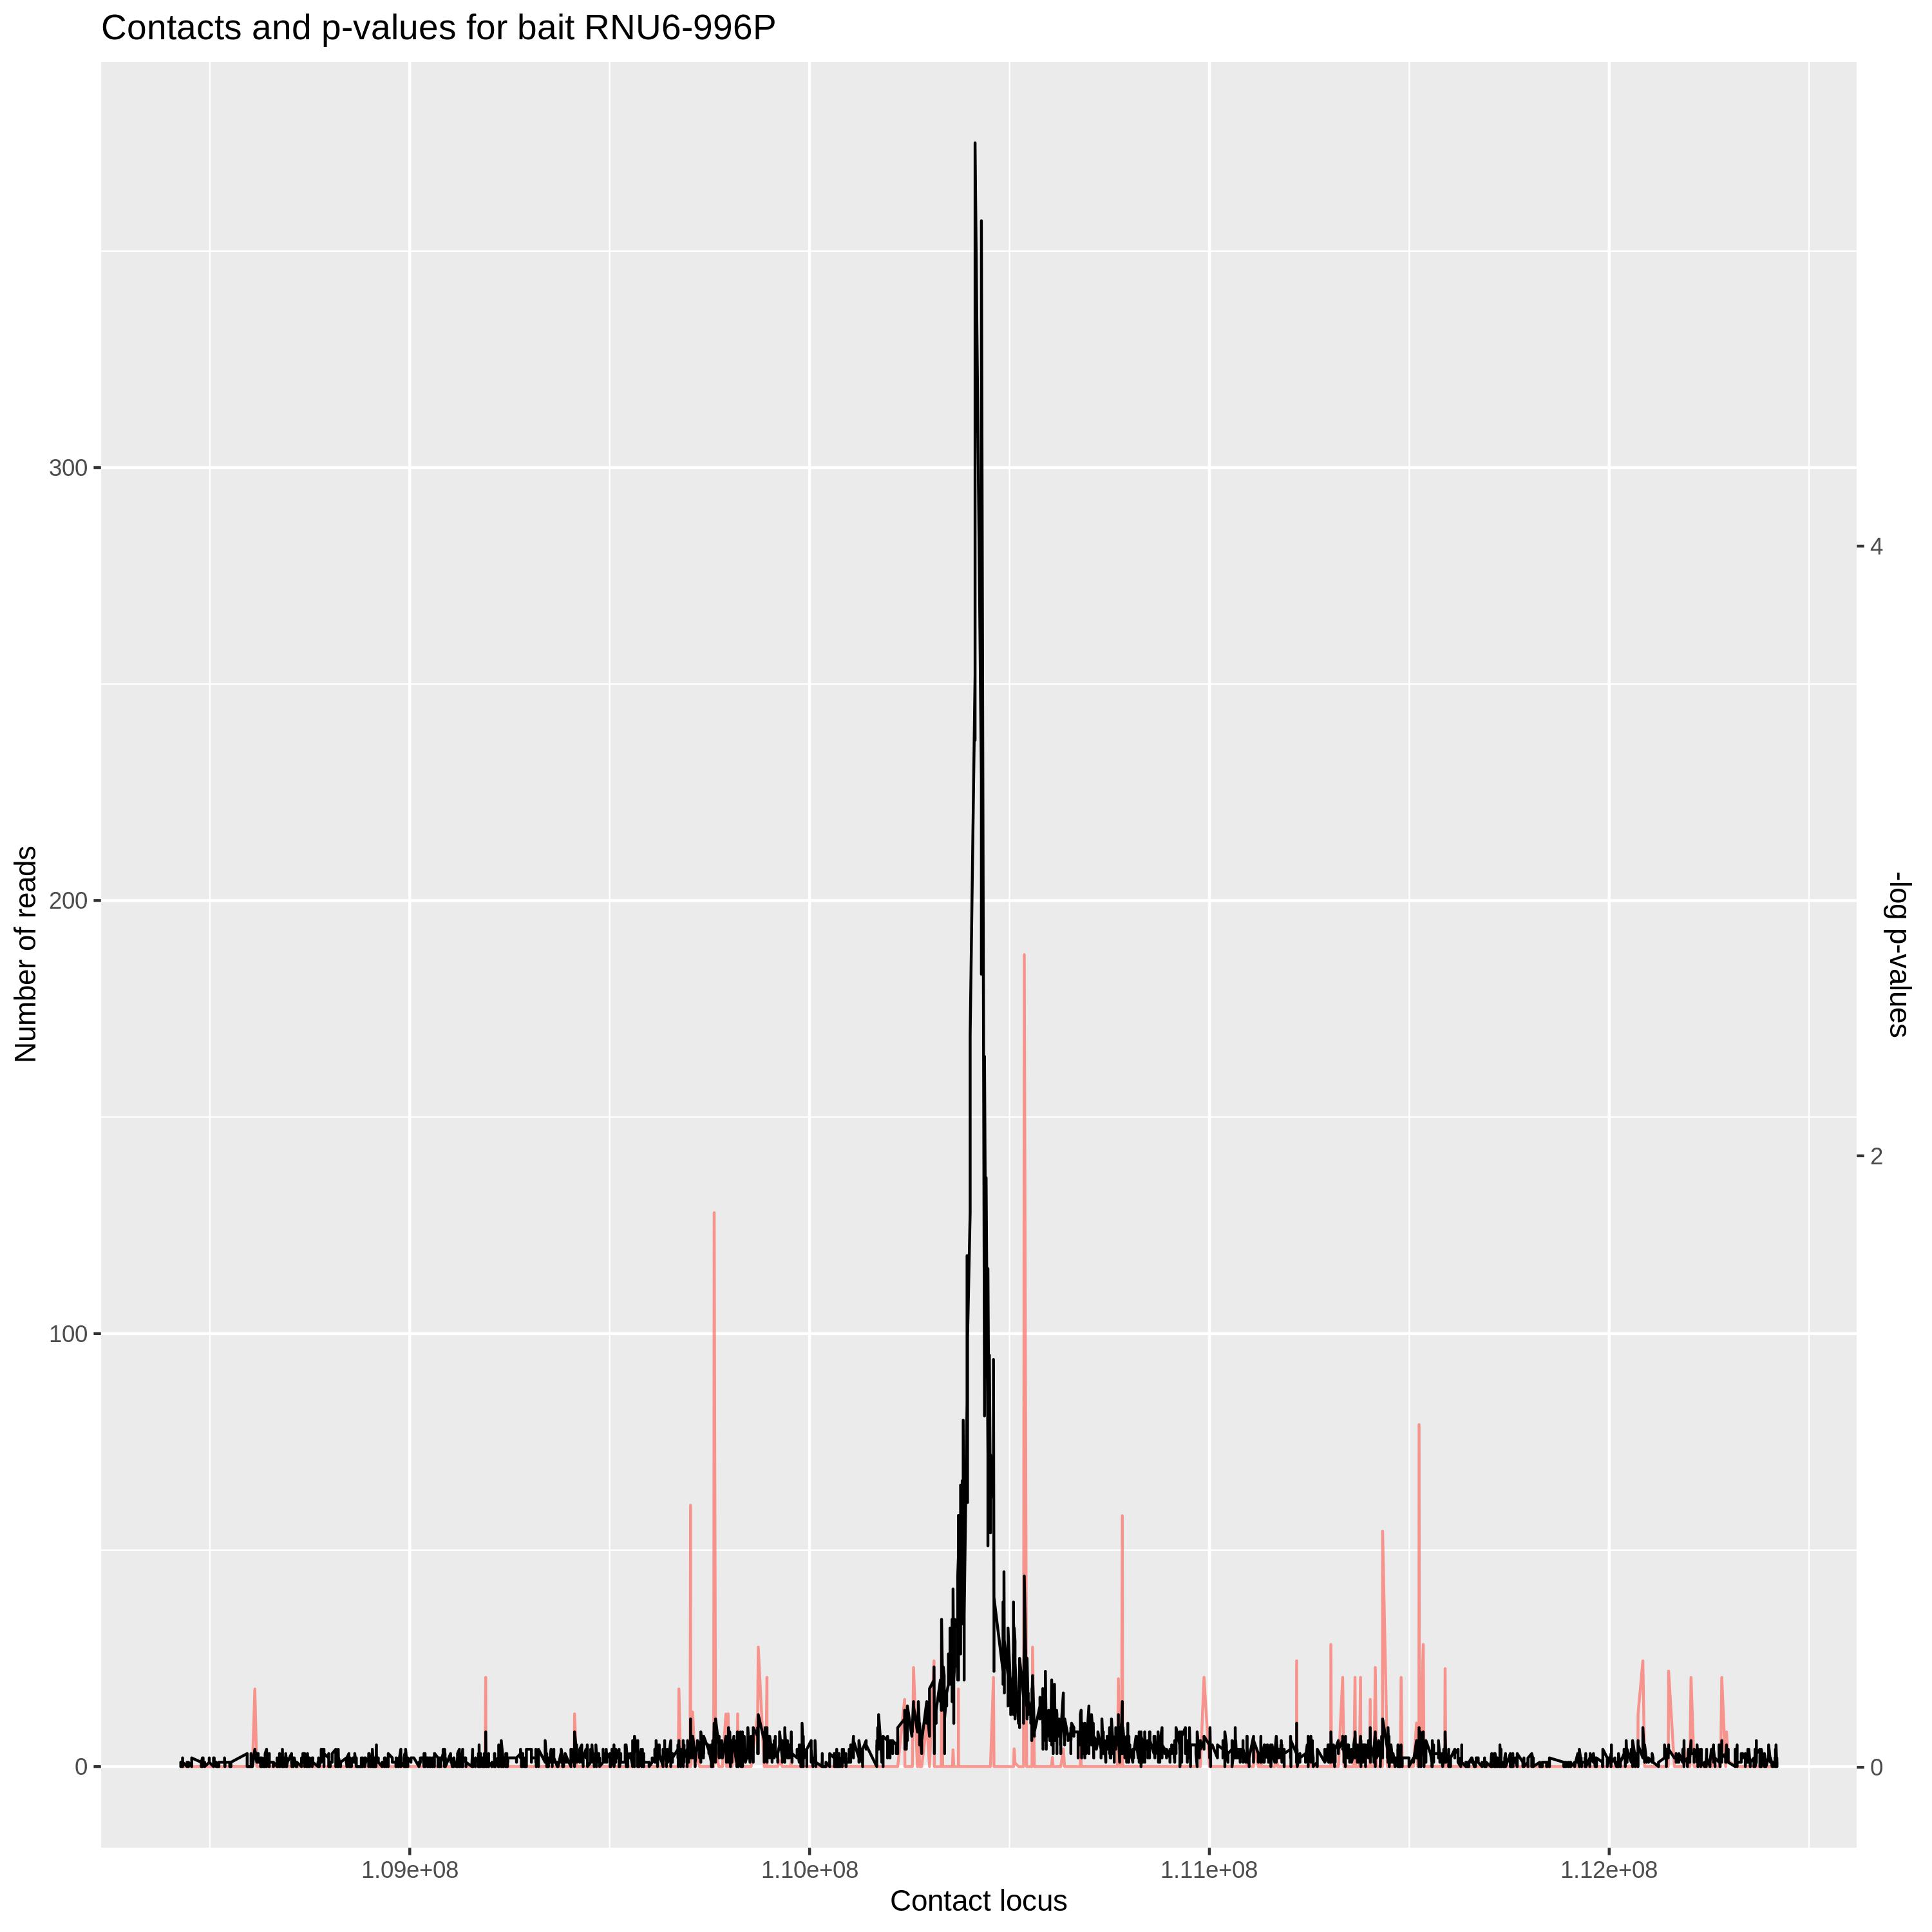 Contacts and p-values for bait RNU6-996P
Number of reads
300
200
100
0
4
2
0
-log p-values
1.09e+08
1.10e+08
1.11e+08
1.12e+08
Contact locus